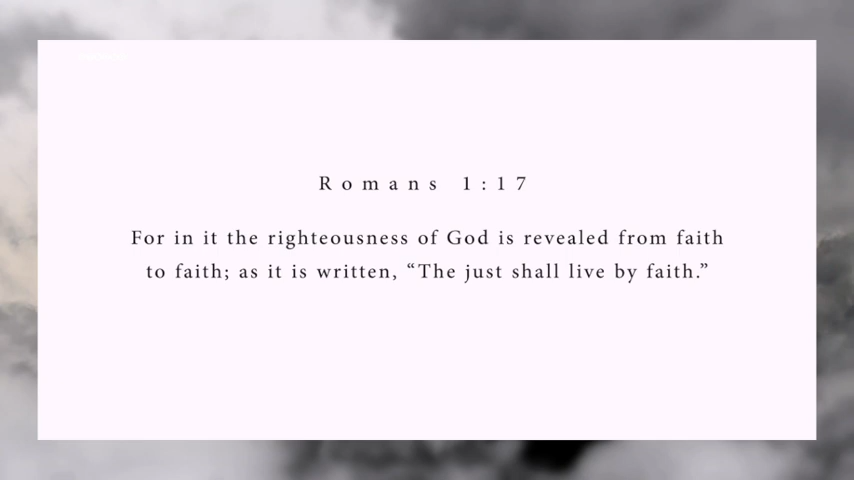 Romans 1:17
For in it the righteousness of God is revealed from faith
to faith; as it is written, “The just shall live by faith.”